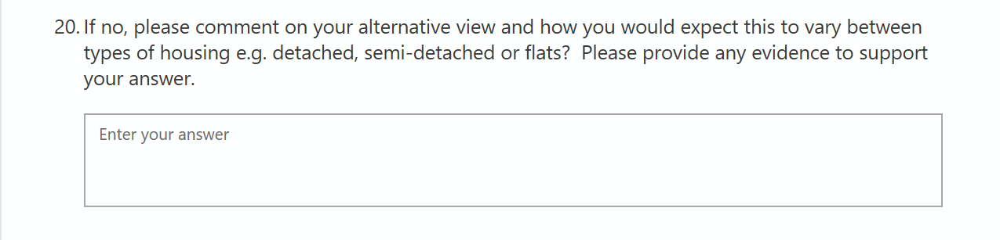 20. If no, please comment on your alternative view and how you would expect this to vary between
types of housing e.g. detached, semi-detached or flats?  Please provide any evidence to support
your answer.
Enter your answer